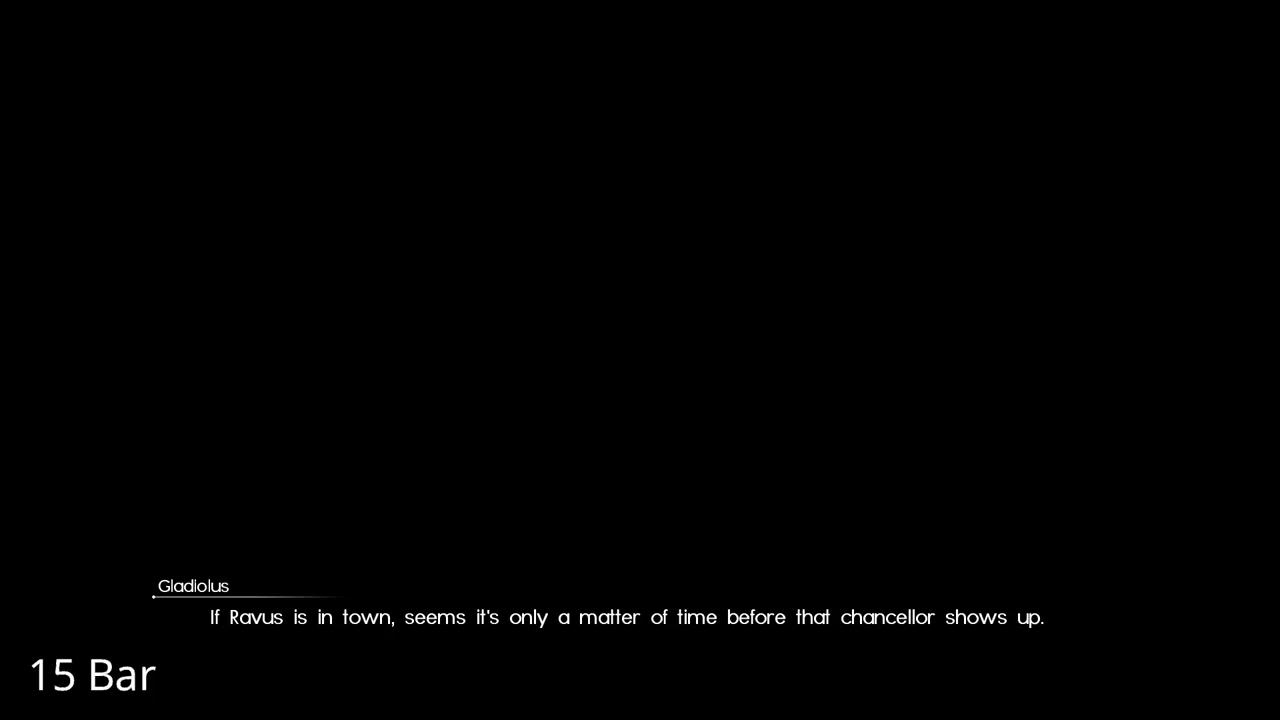 Gladiolus
If Ravus is in town, seems it's only a matter of time before that chancellor shows up.
15 Bar